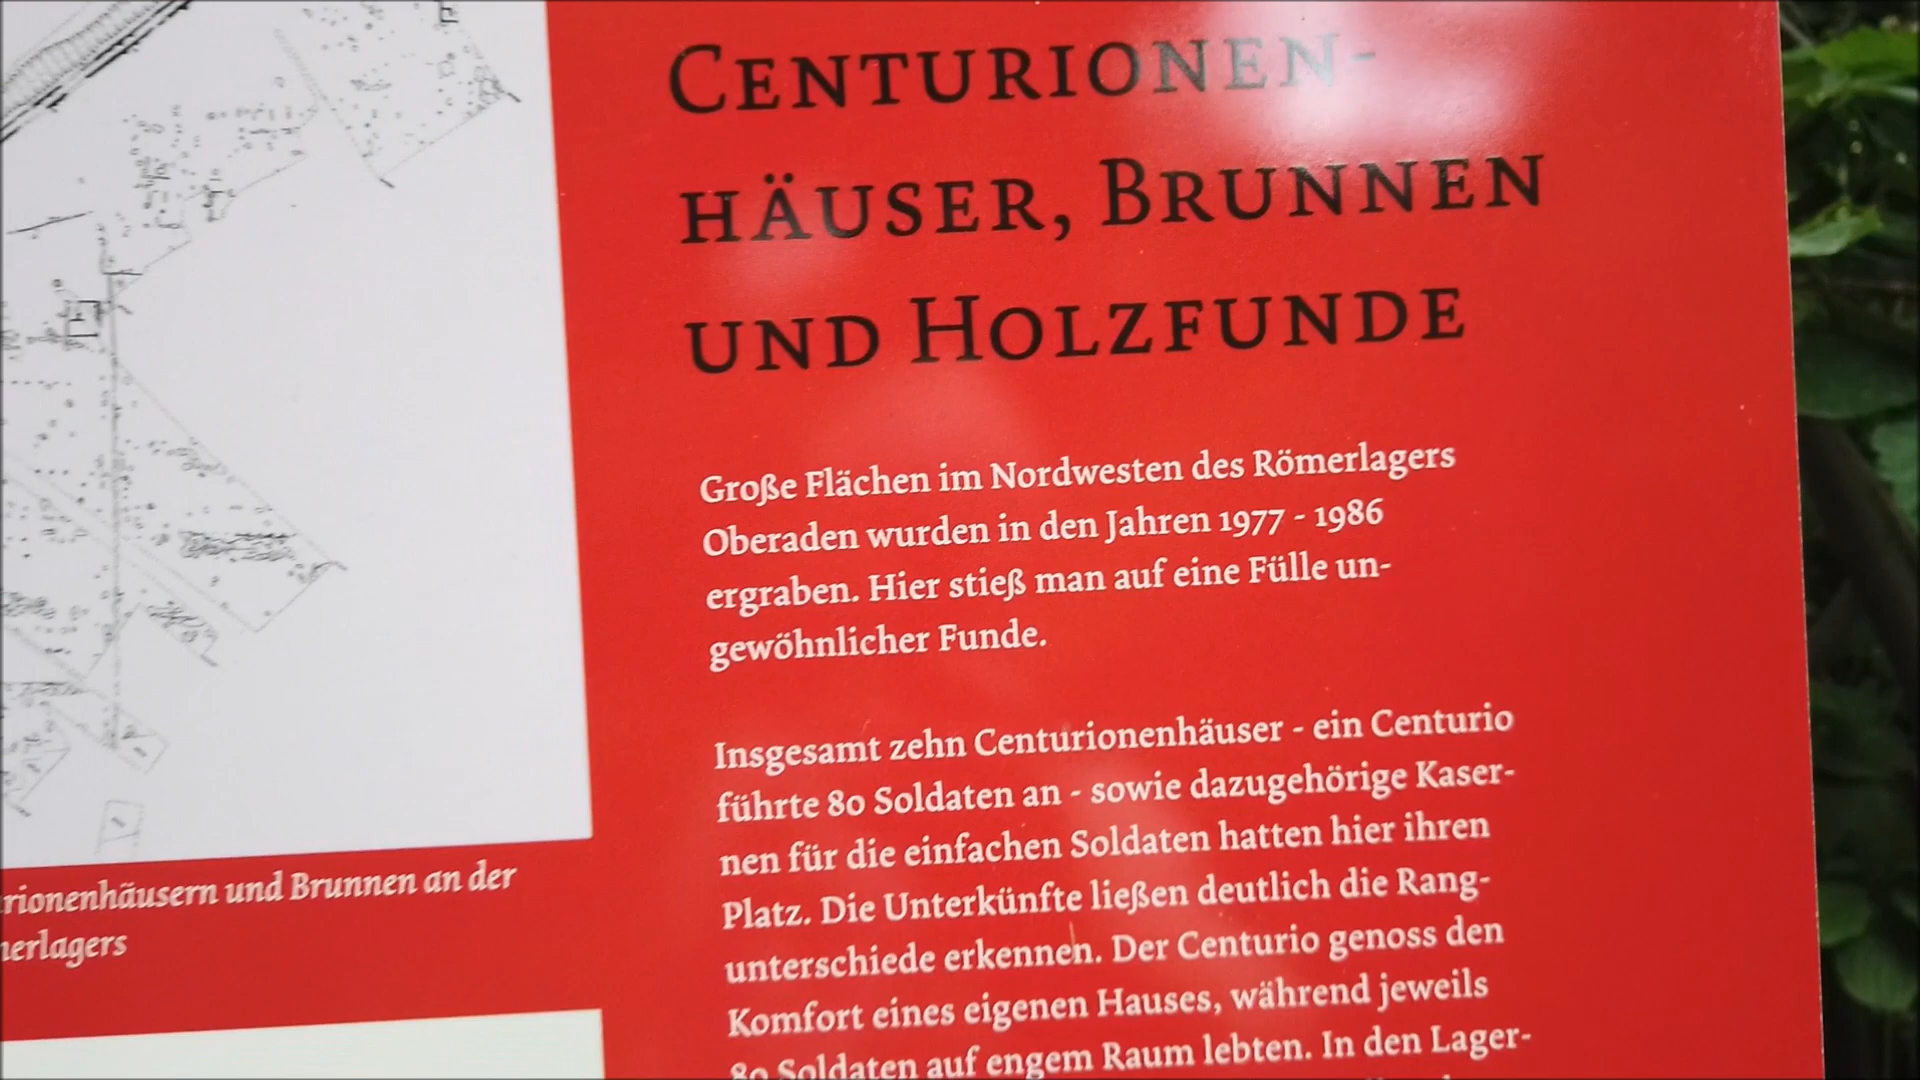 Centurionen-
häuser, Brunnen
und Holzfunde
Große Flächen im Nordwesten des Römerlagers
Oberaden wurden in den Jahren 1977 - 1986
ergraben. Hier stieß man auf eine Fülle un-
gewöhnlicher Funde.
Insgesamt zehn Centurionenhäuser - ein Centurio
führte 80 Soldaten an - sowie dazugehörige Kaser-
nen für die einfachen Soldaten hatten hier ihren
Platz. Die Unterkünfte ließen deutlich die Rang-
unterschiede erkennen. Der Centurio genoss den
Komfort eines eigenen Hauses, während jeweils
80 Soldaten auf engem Raum lebten. In den Lager-
rionenhäusern und Brunnen an der
nerlagers